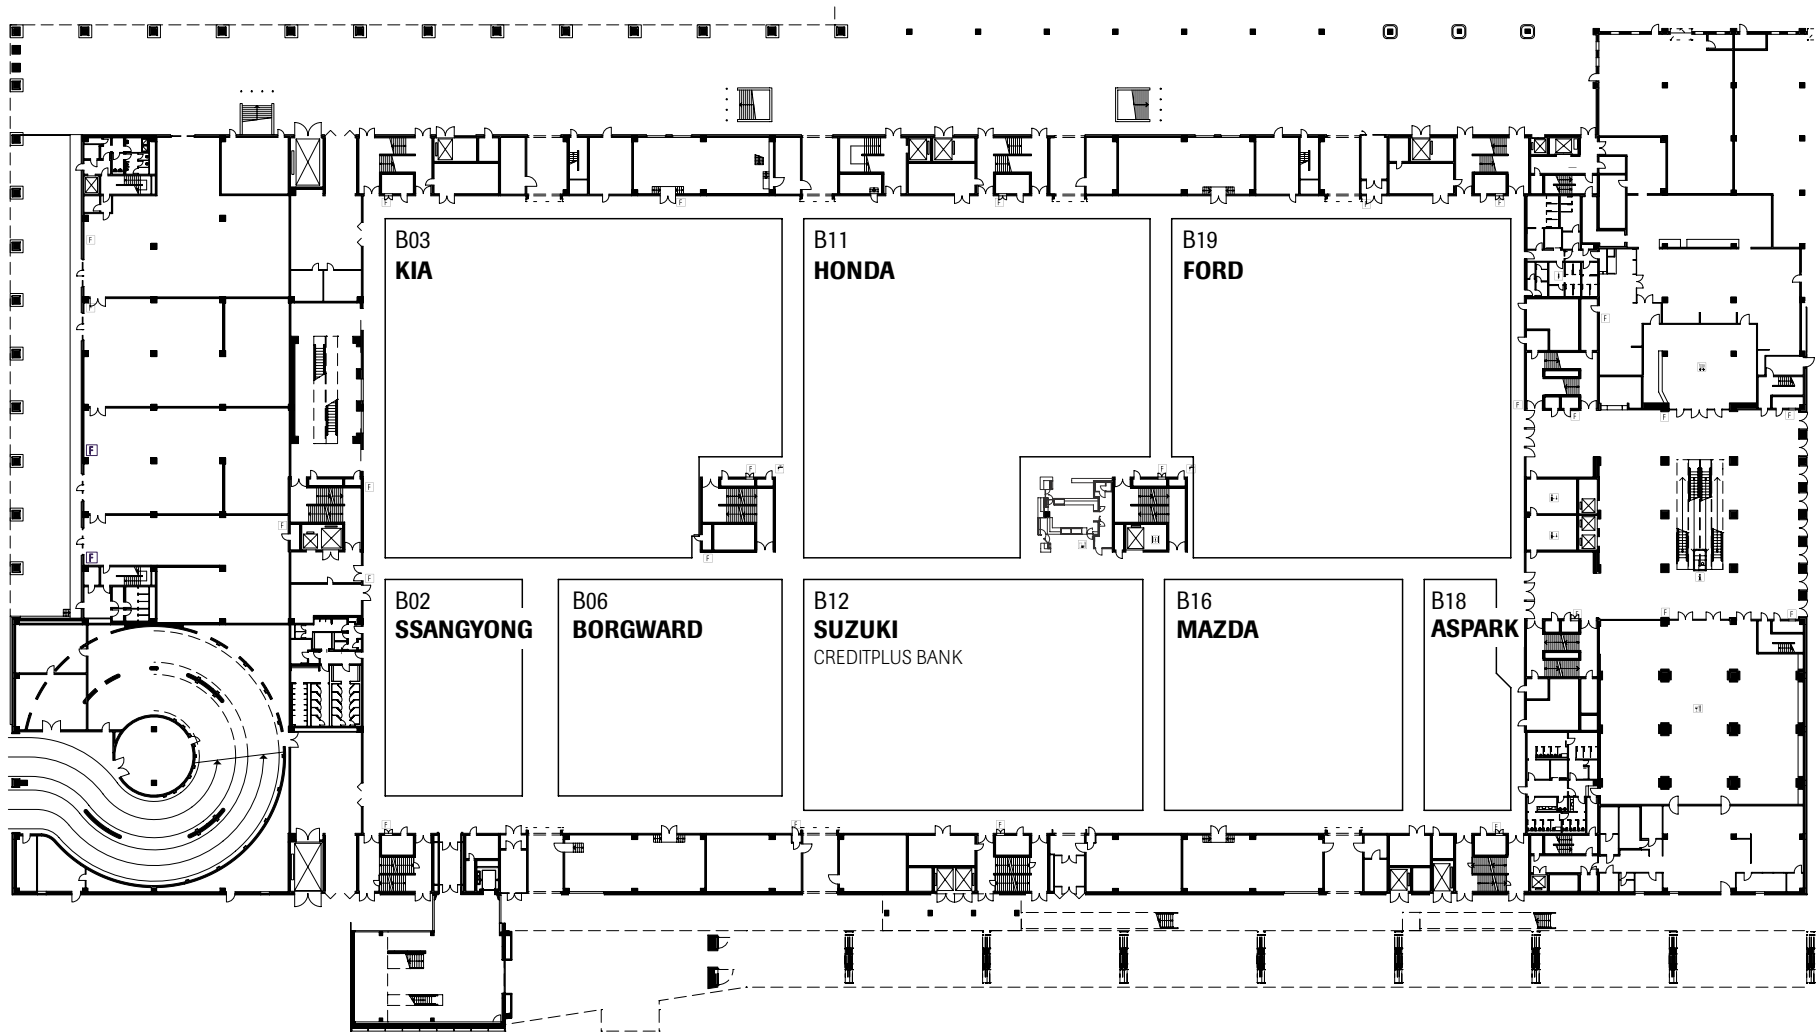 B03
KIA
B11
HONDA
B19
FORD
B02
SSANGYONG
B06
BORGWARD
B12
SUZUKI
CREDITPLUS BANK
B16
MAZDA
B18
ASPARK
F
F